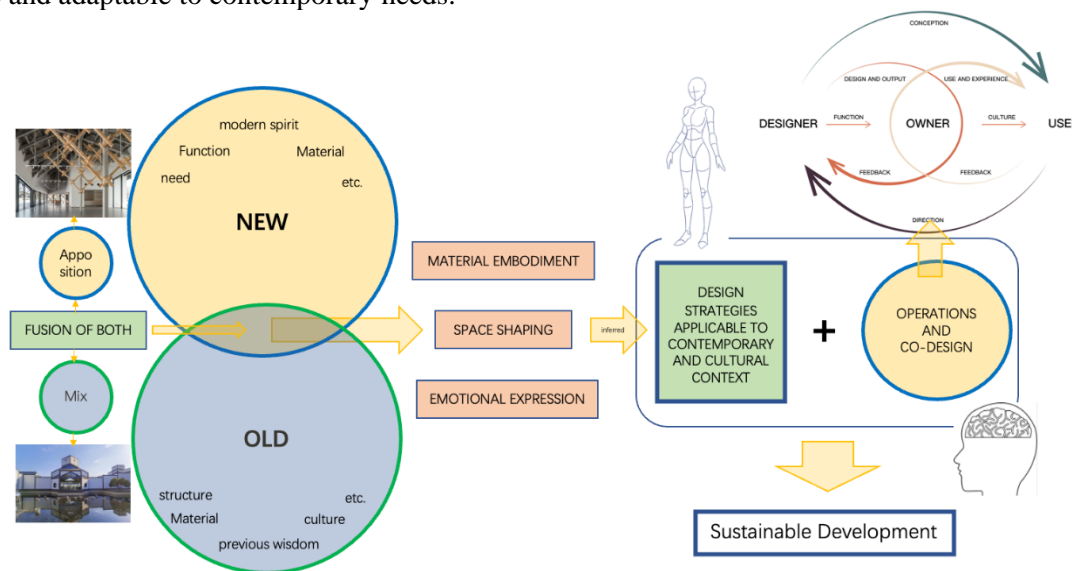 and adaptable to contemporary needs.
CONCEPTION
DESIGN AND OUTPUT
USE AND EXPERIENCE
DESIGNER
FUNCTION
OWNER
CULTURE
USE
FEEDBACK
FEEDBACK
DIRECTION
modern spirit
Function
Material
need
etc.
NEW
Appo
sition
FUSION OF BOTH
Mix
OLD
structure
etc.
Material
culture
previous wisdom
MATERIAL EMBODIMENT
SPACE SHAPING
EMOTIONAL EXPRESSION
inferred
DESIGN
STRATEGIES
APPLICABLE TO
CONTEMPORARY
AND CULTURAL
CONTEXT
+
OPERATIONS
AND
CO-DESIGN
Sustainable Development